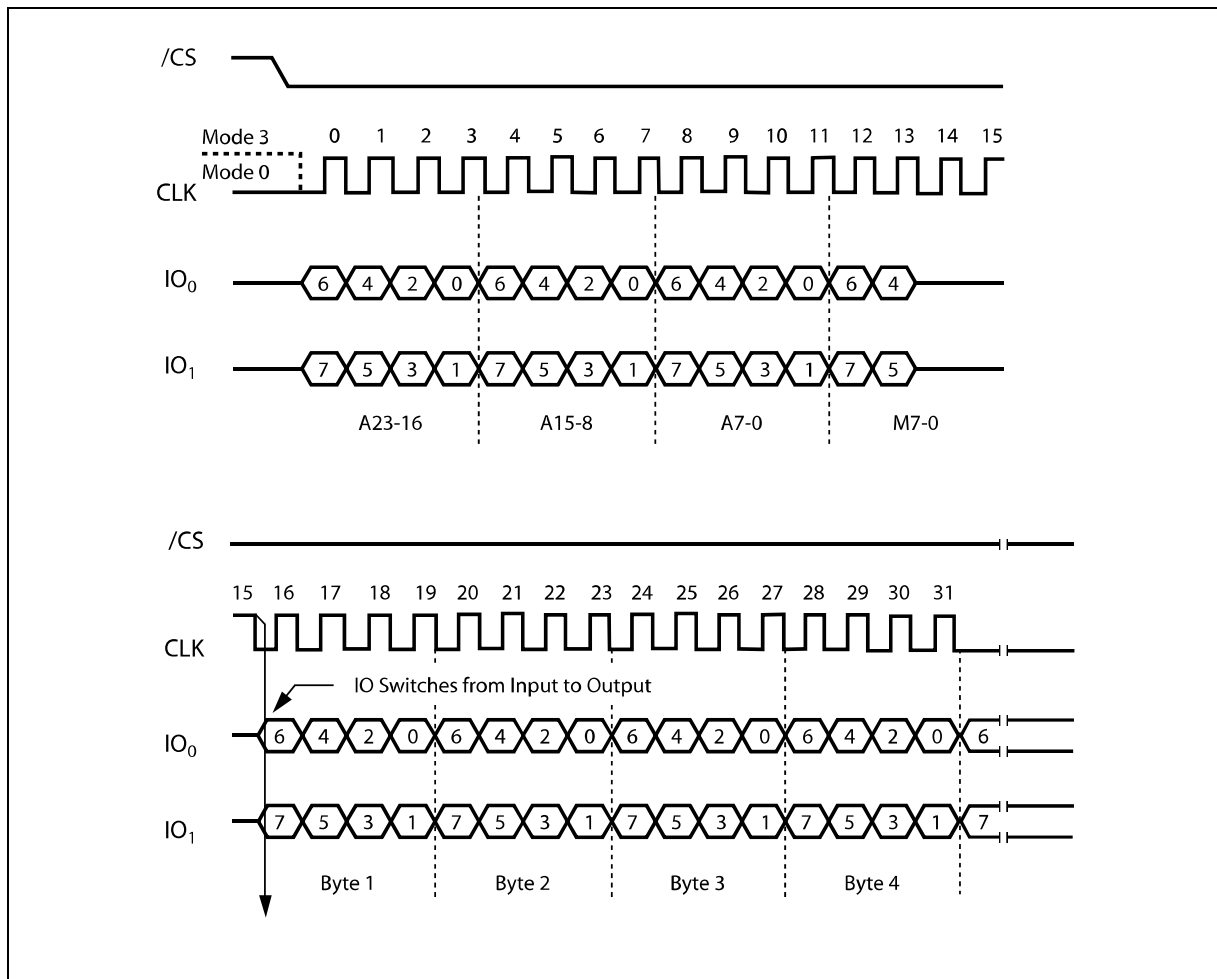 /CS
Mode 3
0 1 2 3 4 5 6 7 8 9 10 11 12 13 14 15
Mode 0
CLK
IO0 6 4 2 0 6 4 2 0 6 4 2 0 6 4
IO1 7 5 3 1 7 5 3 1 7 5 3 1 7 5
A23-16 A15-8 A7-0 M7-0
/CS
15 16 17 18 19 20 21 22 23 24 25 26 27 28 29 30 31
CLK
IO Switches from Input to Output
IO0 6 4 2 0 6 4 2 0 6 4 2 0 6 4 2 0 6
IO1 7 5 3 1 7 5 3 1 7 5 3 1 7 5 3 1 7
Byte 1 Byte 2 Byte 3 Byte 4